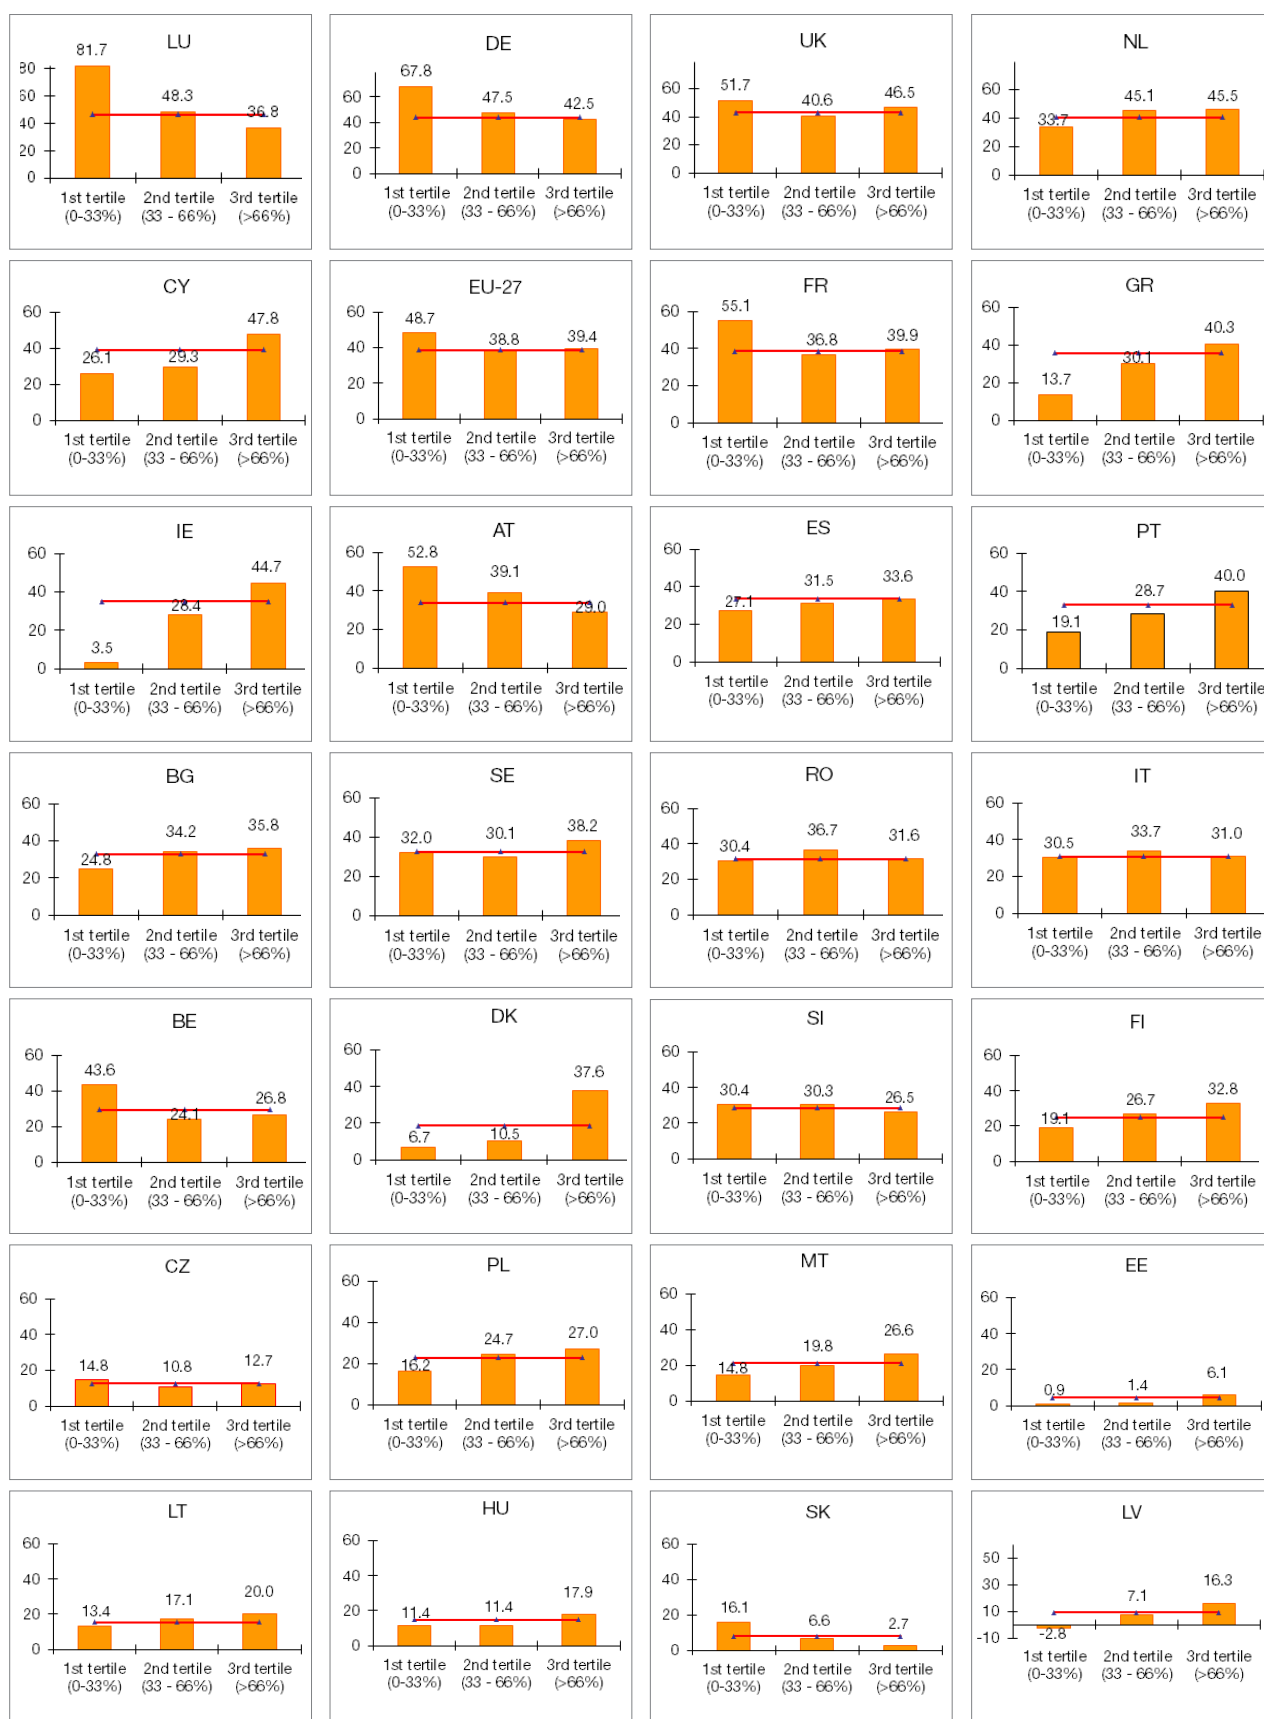 LU
81.7
48.3
36.8
80
60
40
20
0
1st tertile 2nd tertile 3rd tertile
(0-33%) (33 - 66%) (>66%)
DE
67.8
47.5
42.5
60
40
20
0
1st tertile 2nd tertile 3rd tertile
(0-33%) (33 - 66%) (>66%)
UK
51.7
40.6
46.5
60
40
20
0
1st tertile 2nd tertile 3rd tertile
(0-33%) (33 - 66%) (>66%)
NL
33.7
45.1
45.5
60
40
20
0
1st tertile 2nd tertile 3rd tertile
(0-33%) (33 - 66%) (>66%)
CY
26.1
29.3
47.8
60
40
20
0
1st tertile 2nd tertile 3rd tertile
(0-33%) (33 - 66%) (>66%)
EU-27
48.7
38.8
39.4
60
40
20
0
1st tertile 2nd tertile 3rd tertile
(0-33%) (33 - 66%) (>66%)
FR
55.1
36.8
39.9
60
40
20
0
1st tertile 2nd tertile 3rd tertile
(0-33%) (33 - 66%) (>66%)
GR
13.7
30.1
40.3
60
40
20
0
1st tertile 2nd tertile 3rd tertile
(0-33%) (33 - 66%) (>66%)
IE
3.5
28.4
44.7
60
40
20
0
1st tertile 2nd tertile 3rd tertile
(0-33%) (33 - 66%) (>66%)
AT
52.8
39.1
29.0
60
40
20
0
1st tertile 2nd tertile 3rd tertile
(0-33%) (33 - 66%) (>66%)
ES
27.1
31.5
33.6
60
40
20
0
1st tertile 2nd tertile 3rd tertile
(0-33%) (33 - 66%) (>66%)
PT
19.1
28.7
40.0
60
40
20
0
1st tertile 2nd tertile 3rd tertile
(0-33%) (33 - 66%) (>66%)
BG
24.8
34.2
35.8
60
40
20
0
1st tertile 2nd tertile 3rd tertile
(0-33%) (33 - 66%) (>66%)
SE
32.0
30.1
38.2
60
40
20
0
1st tertile 2nd tertile 3rd tertile
(0-33%) (33 - 66%) (>66%)
RO
30.4
36.7
31.6
60
40
20
0
1st tertile 2nd tertile 3rd tertile
(0-33%) (33 - 66%) (>66%)
IT
30.5
33.7
31.0
60
40
20
0
1st tertile 2nd tertile 3rd tertile
(0-33%) (33 - 66%) (>66%)
BE
43.6
24.1
26.8
60
40
20
0
1st tertile 2nd tertile 3rd tertile
(0-33%) (33 - 66%) (>66%)
DK
6.7
10.5
37.6
60
40
20
0
1st tertile 2nd tertile 3rd tertile
(0-33%) (33 - 66%) (>66%)
SI
30.4
30.3
26.5
60
40
20
0
1st tertile 2nd tertile 3rd tertile
(0-33%) (33 - 66%) (>66%)
FI
19.1
26.7
32.8
60
40
20
0
1st tertile 2nd tertile 3rd tertile
(0-33%) (33 - 66%) (>66%)
CZ
14.8
10.8
12.7
60
40
20
0
1st tertile 2nd tertile 3rd tertile
(0-33%) (33 - 66%) (>66%)
PL
16.2
24.7
27.0
60
40
20
0
1st tertile 2nd tertile 3rd tertile
(0-33%) (33 - 66%) (>66%)
MT
14.8
19.8
26.6
60
40
20
0
1st tertile 2nd tertile 3rd tertile
(0-33%) (33 - 66%) (>66%)
EE
0.9
1.4
6.1
60
40
20
0
1st tertile 2nd tertile 3rd tertile
(0-33%) (33 - 66%) (>66%)
LT
13.4
17.1
20.0
60
40
20
0
1st tertile 2nd tertile 3rd tertile
(0-33%) (33 - 66%) (>66%)
HU
11.4
11.4
17.9
60
40
20
0
1st tertile 2nd tertile 3rd tertile
(0-33%) (33 - 66%) (>66%)
SK
16.1
6.6
2.7
60
40
20
0
1st tertile 2nd tertile 3rd tertile
(0-33%) (33 - 66%) (>66%)
LV
-2.8
7.1
16.3
50
30
10
-10
1st tertile 2nd tertile 3rd tertile
(0-33%) (33 - 66%) (>66%)